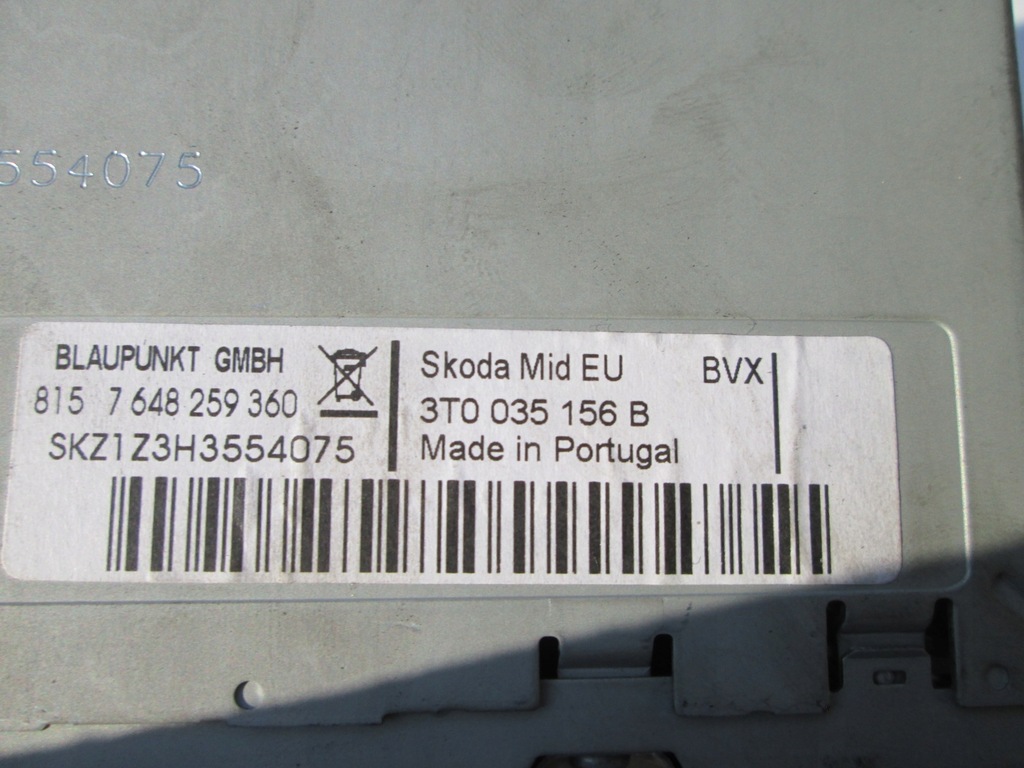 554075
BLAUPUNKT GMBH
815 7 648 259 360
SKZ1Z3H3554075
Skoda Mid EU BVX
3T0 035 156 B
Made in Portugal